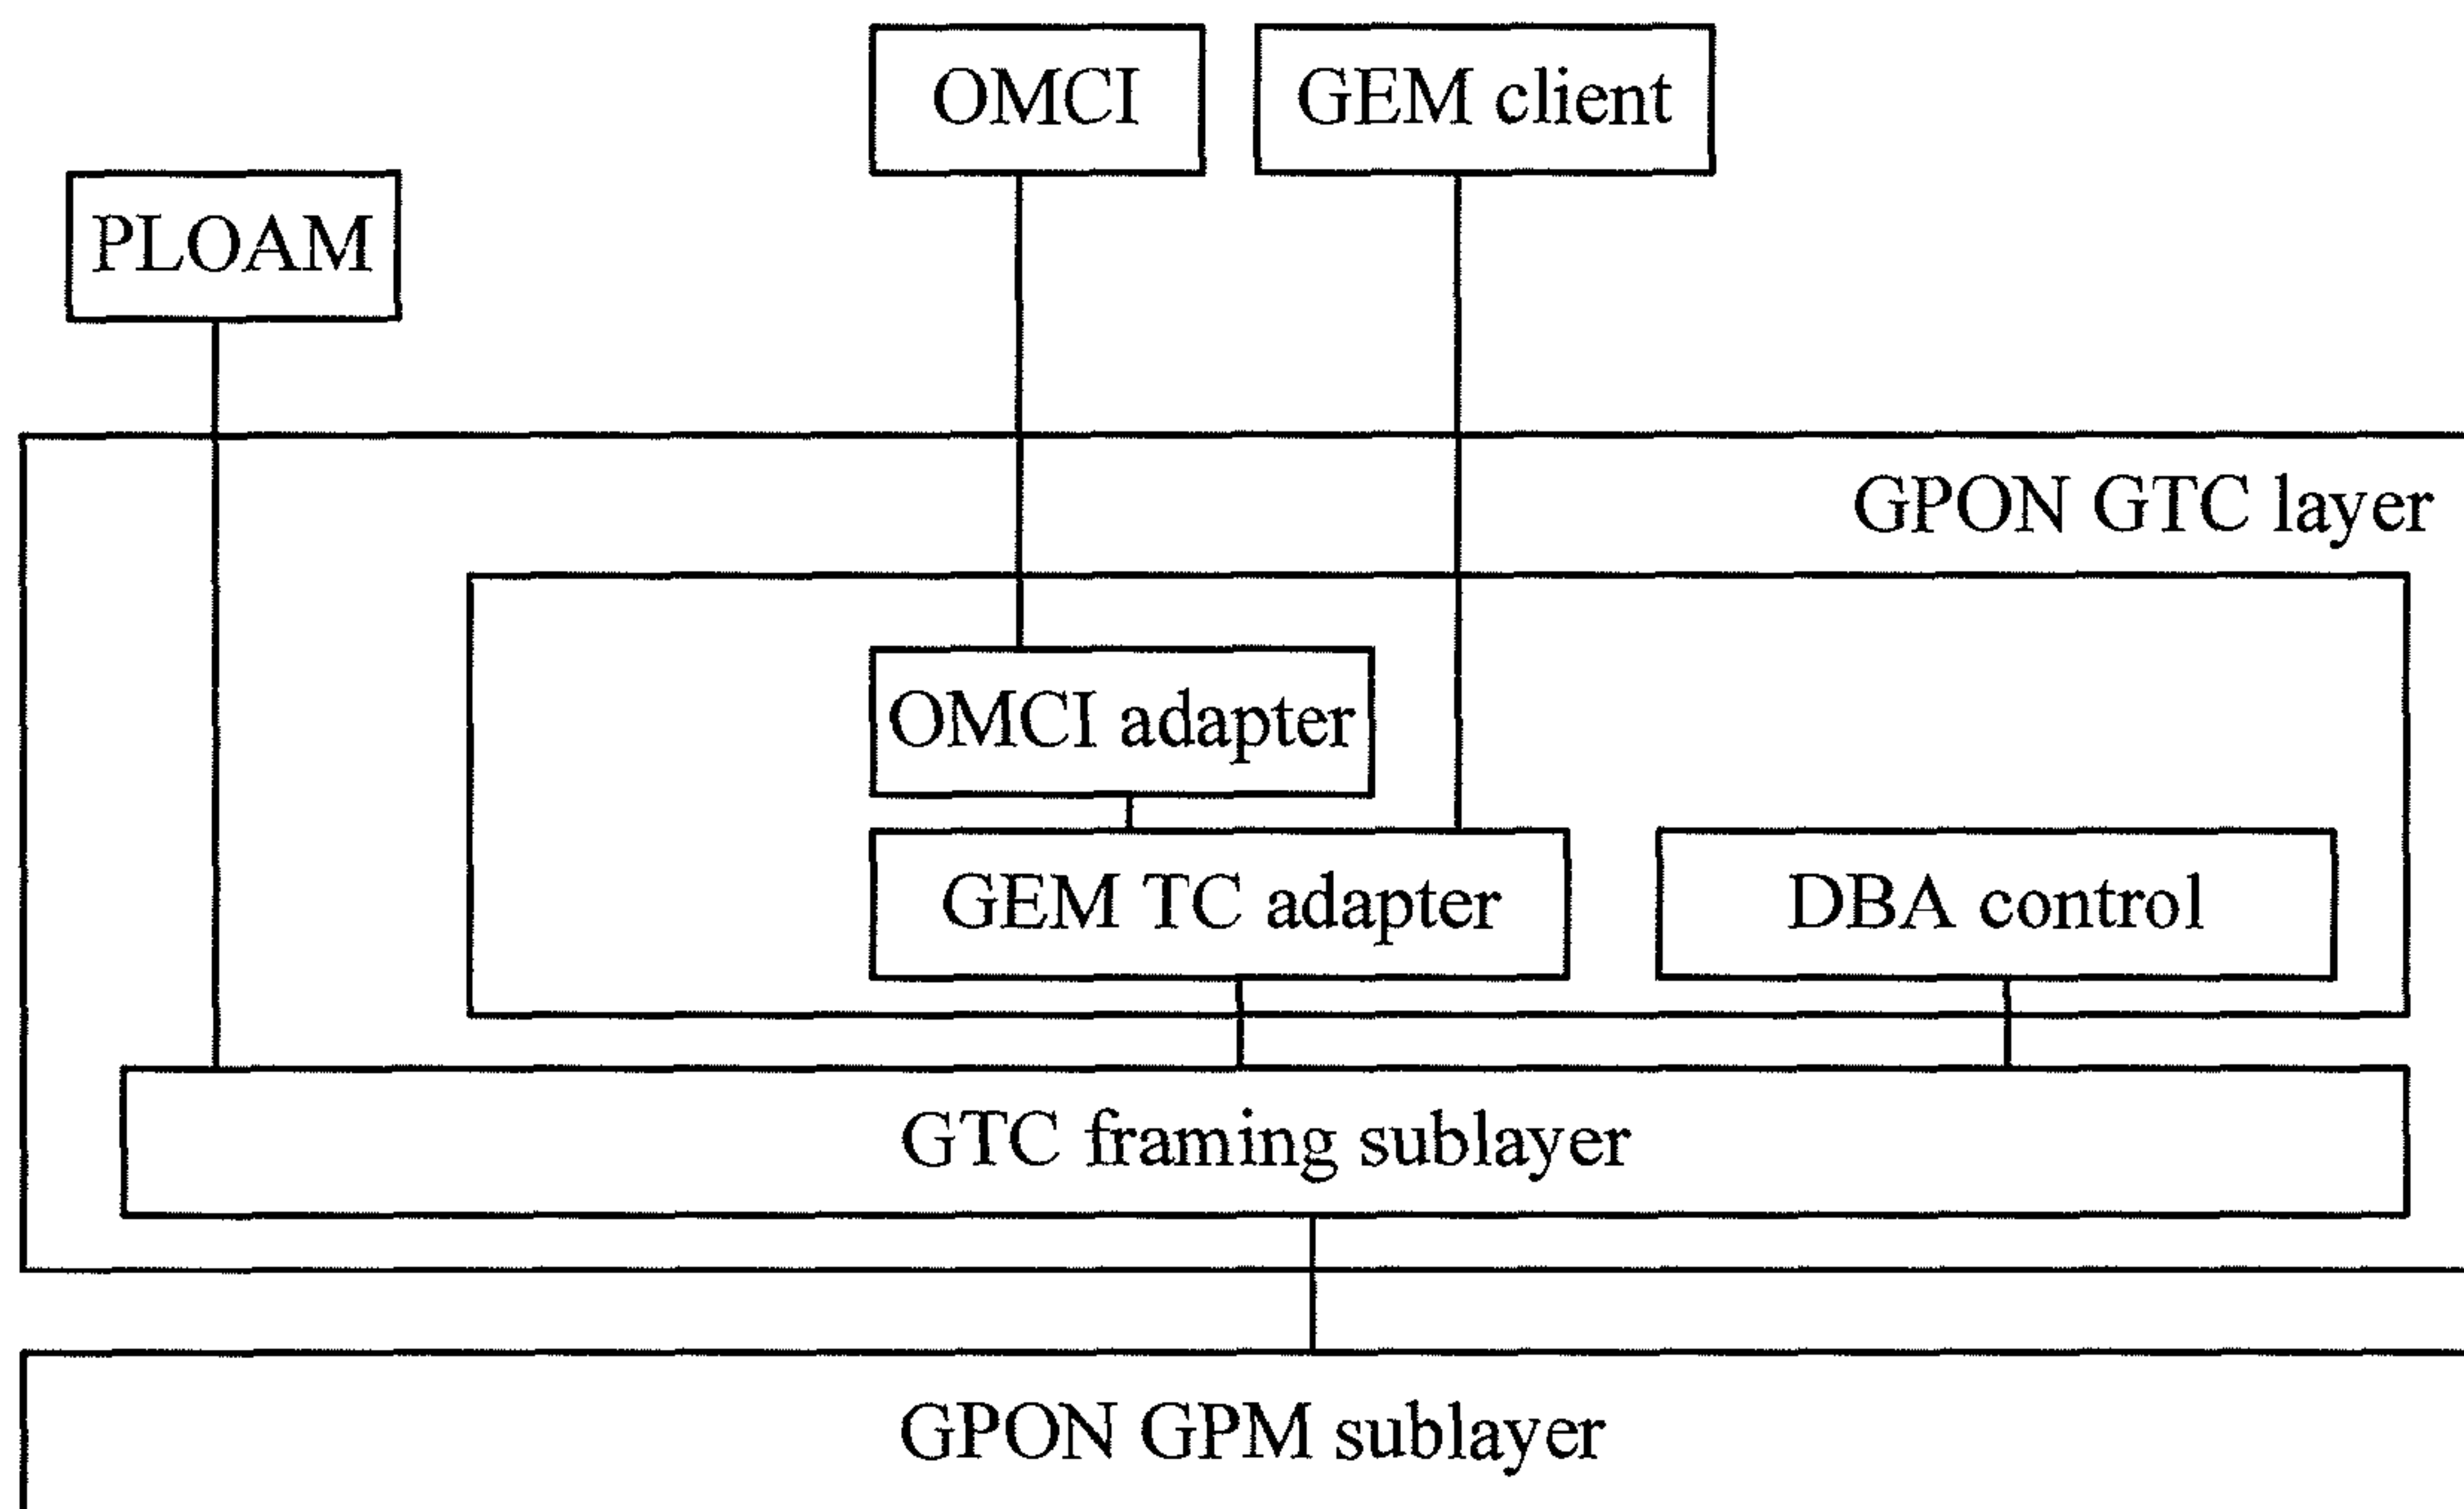 OMCI
GEM client
PLOAM
GPON GTC layer
OMCI adapter
GEM TC adapter
DBA control
GTC framing sublayer
GPON GPM sublayer